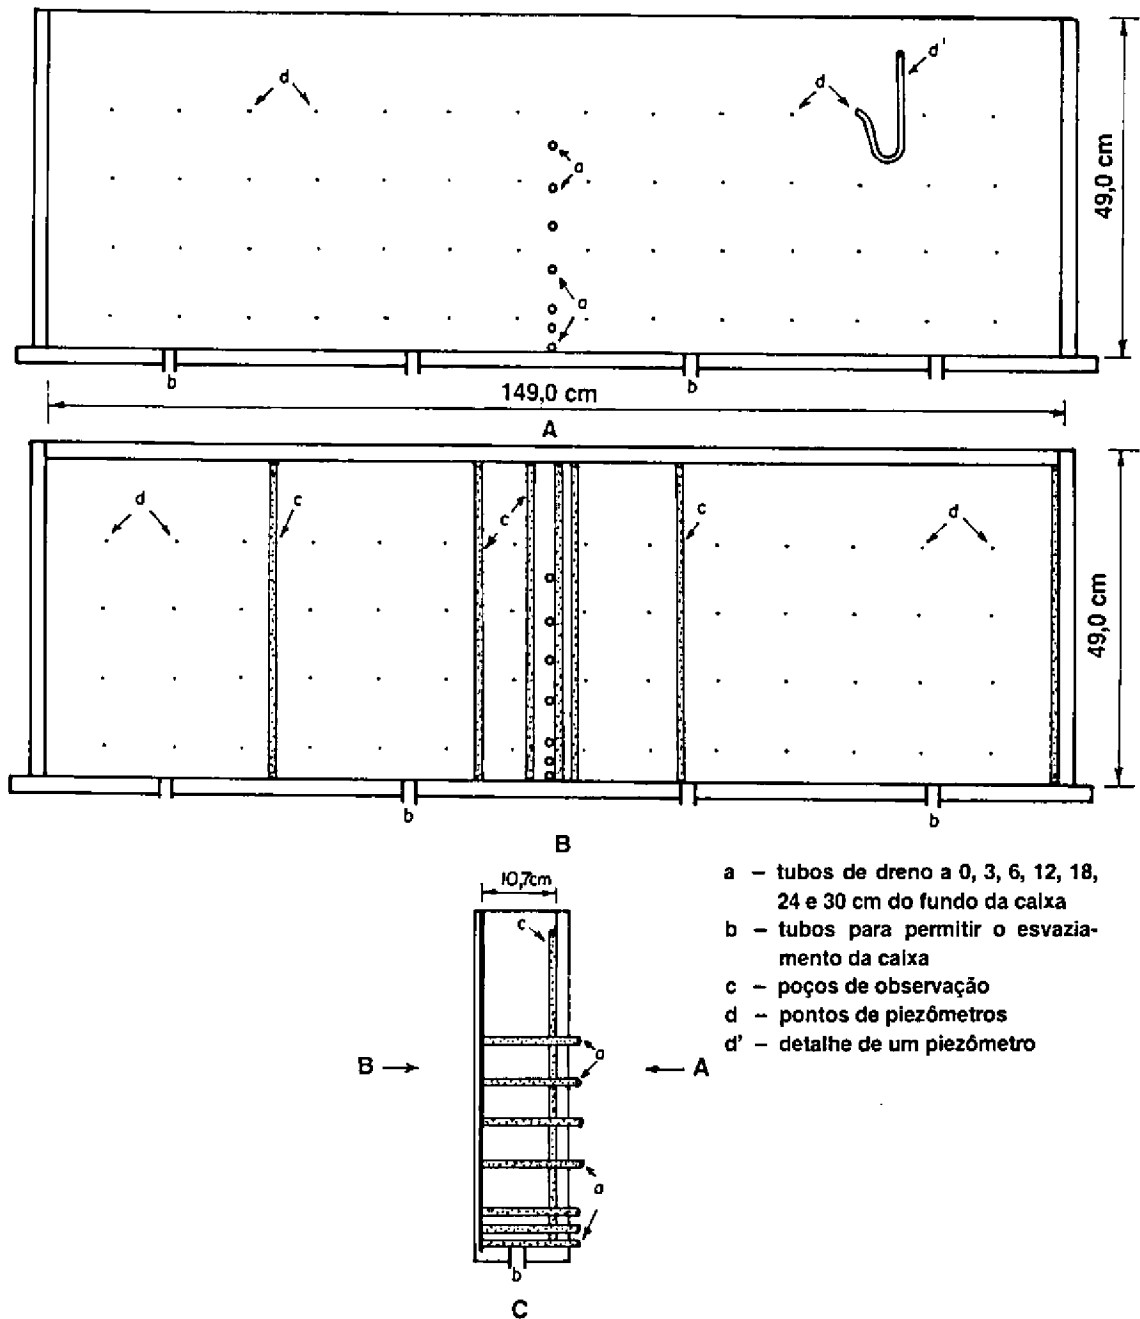 d
d
d'
a
a
49,0 cm
b
b
149,0 cm
A
d
c
c
c
d
49,0 cm
b
b
B
10,7cm
c
a
a
B
A
b
C
a – tubos de dreno a 0, 3, 6, 12, 18,
24 e 30 cm do fundo da caixa
b – tubos para permitir o esvazia-
mento da caixa
c – poços de observação
d – pontos de piezômetros
d' – detalhe de um piezômetro